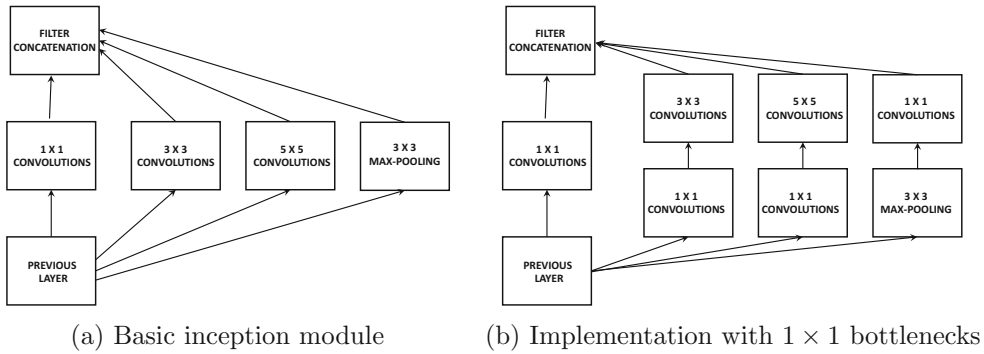 FILTER
CONCATENATION
1 X 1
CONVOLUTIONS
3 X 3
CONVOLUTIONS
5 X 5
CONVOLUTIONS
3 X 3
MAX-POOLING
PREVIOUS
LAYER
(a) Basic inception module
FILTER
CONCATENATION
3 X 3
CONVOLUTIONS
5 X 5
CONVOLUTIONS
1 X 1
CONVOLUTIONS
1 X 1
CONVOLUTIONS
1 X 1
CONVOLUTIONS
1 X 1
CONVOLUTIONS
3 X 3
MAX-POOLING
PREVIOUS
LAYER
(b) Implementation with 1 × 1 bottlenecks